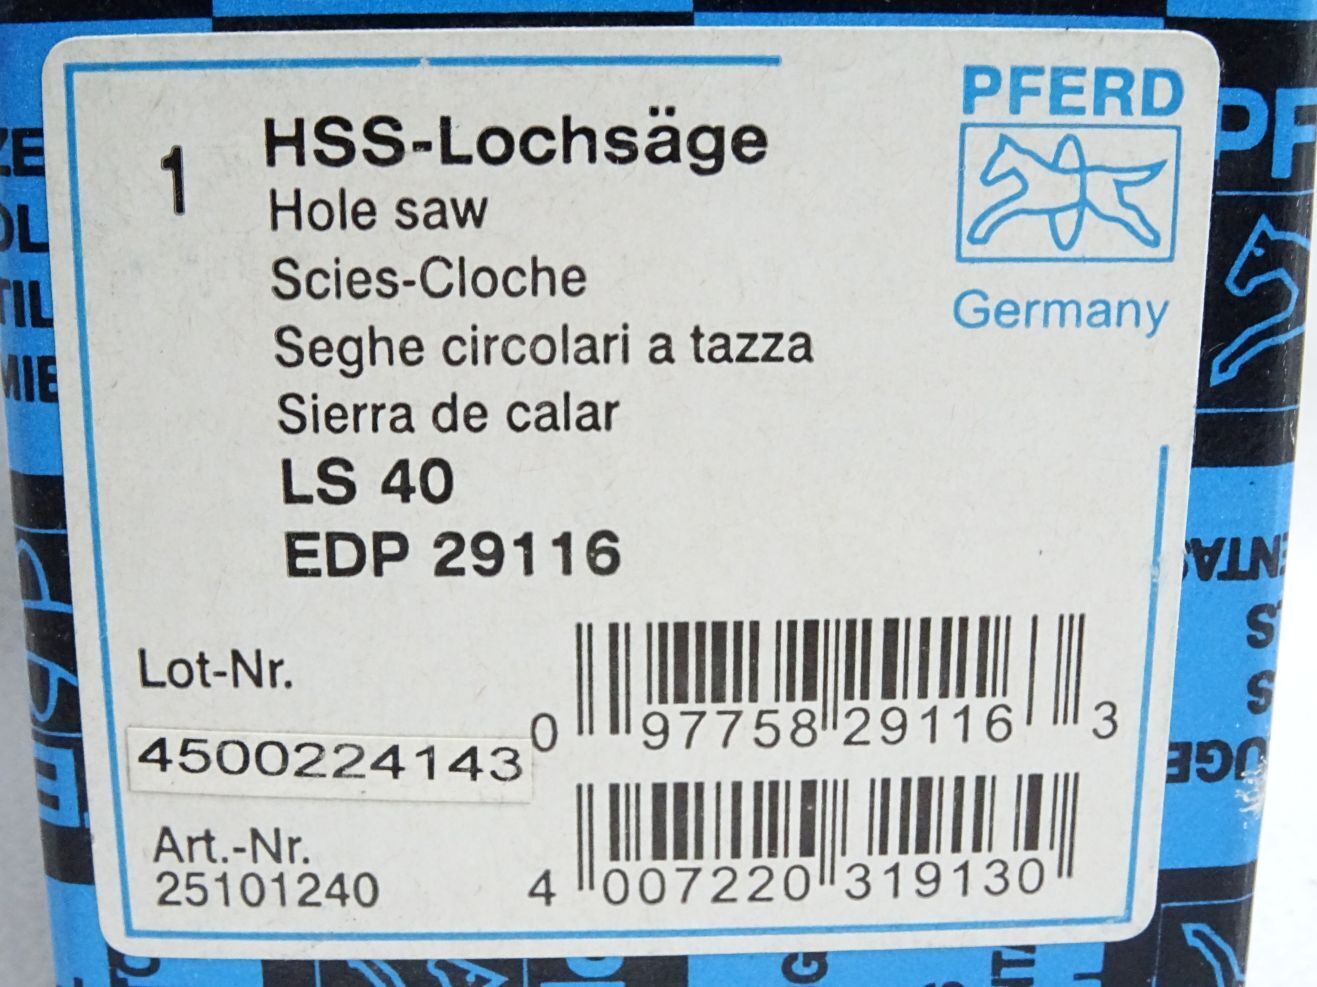 PFERD
Germany
1
HSS-Lochsäge
Hole saw
Scies-Cloche
Seghe circolari a tazza
Sierra de calar
LS 40
EDP 29116
Lot-Nr.
4500224143
0 97758 29116 3
Art.-Nr.
25101240
4 007220 319130
PF